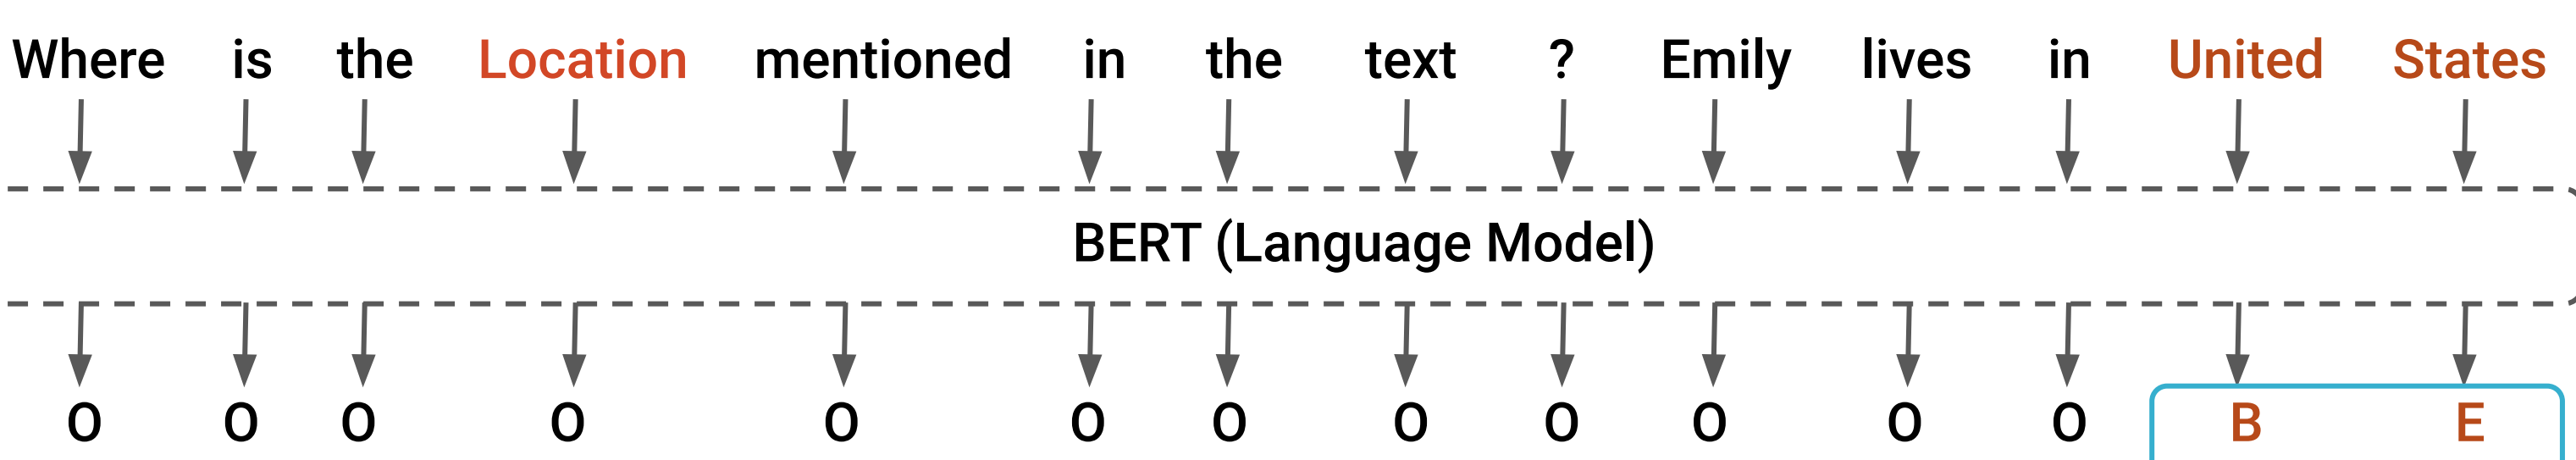 Where is the Location mentioned in the text ? Emily lives in United States
BERT (Language Model)
O O O O O O O O O O O O B E